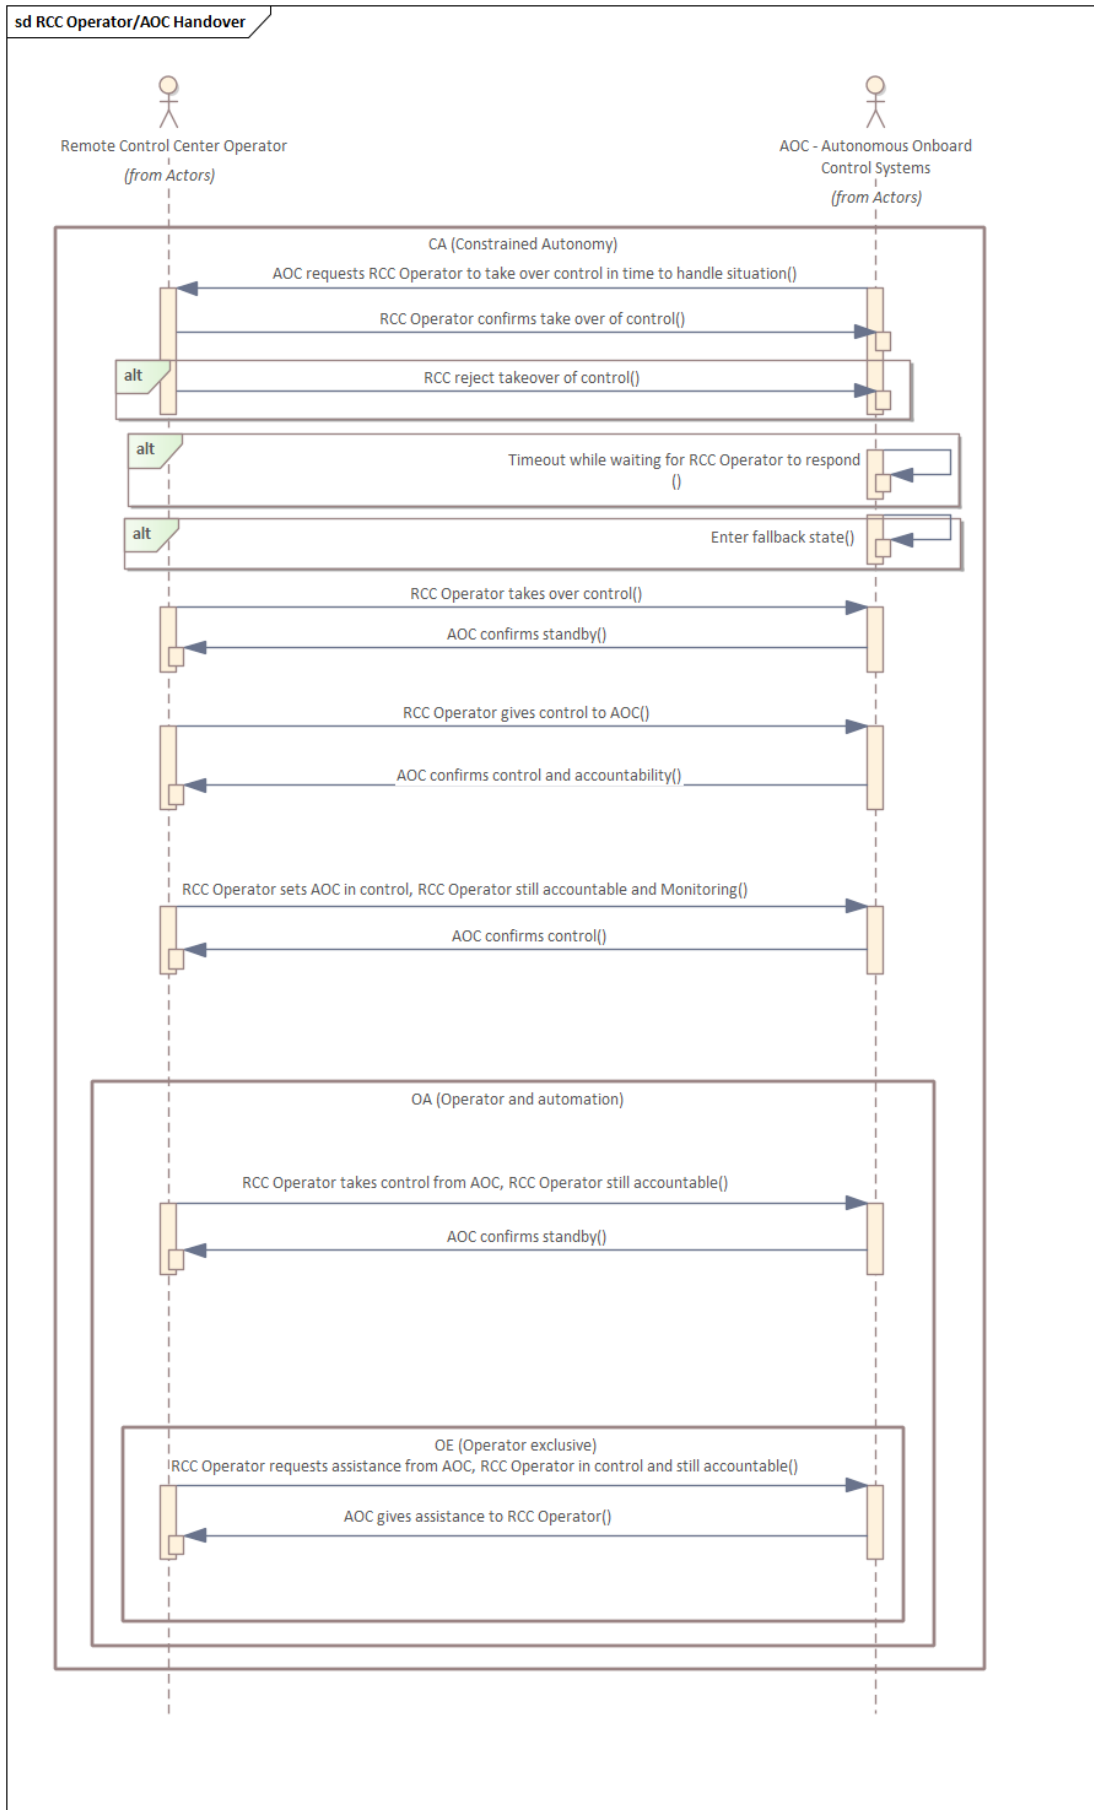 sd RCC Operator/AOC Handover
Remote Control Center Operator
(from Actors)
AOC - Autonomous Onboard
Control Systems
(from Actors)
CA (Constrained Autonomy)
AOC requests RCC Operator to take over control in time to handle situation()
RCC Operator confirms take over of control()
alt
RCC reject takeover of control()
alt
Timeout while waiting for RCC Operator to respond
()
alt
Enter fallback state()
RCC Operator takes over control()
AOC confirms standby()
RCC Operator gives control to AOC()
AOC confirms control and accountability()
RCC Operator sets AOC in control, RCC Operator still accountable and Monitoring()
AOC confirms control()
OA (Operator and automation)
RCC Operator takes control from AOC, RCC Operator still accountable()
AOC confirms standby()
OE (Operator exclusive)
RCC Operator requests assistance from AOC, RCC Operator in control and still accountable()
AOC gives assistance to RCC Operator()